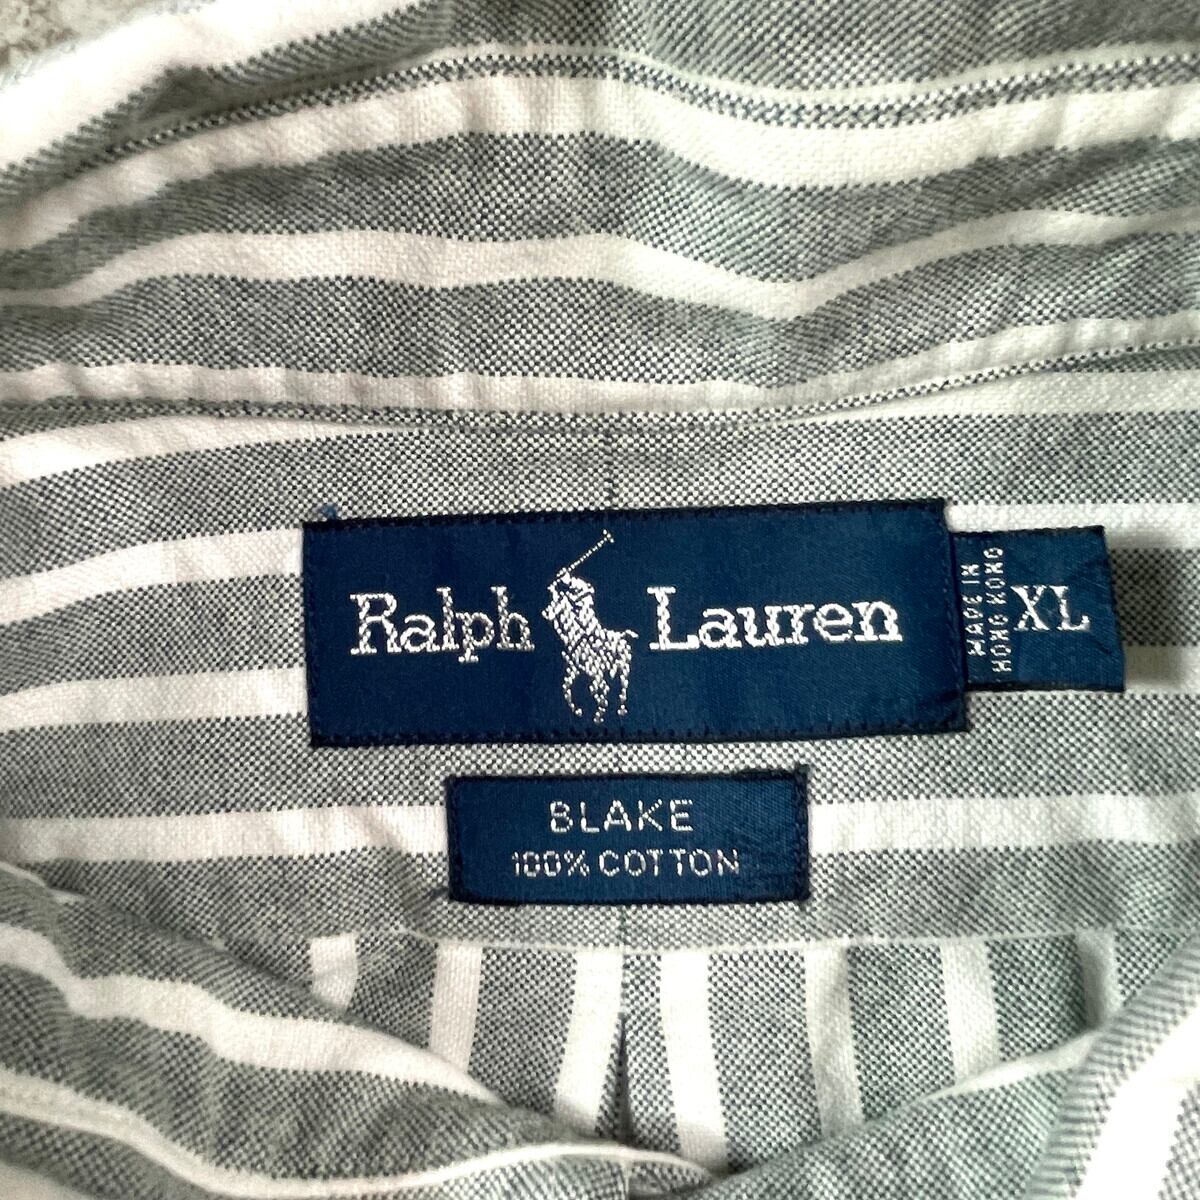 Ralph Lauren
MADE IN
HONG KONG
XL
BLAKE
100% COTTON